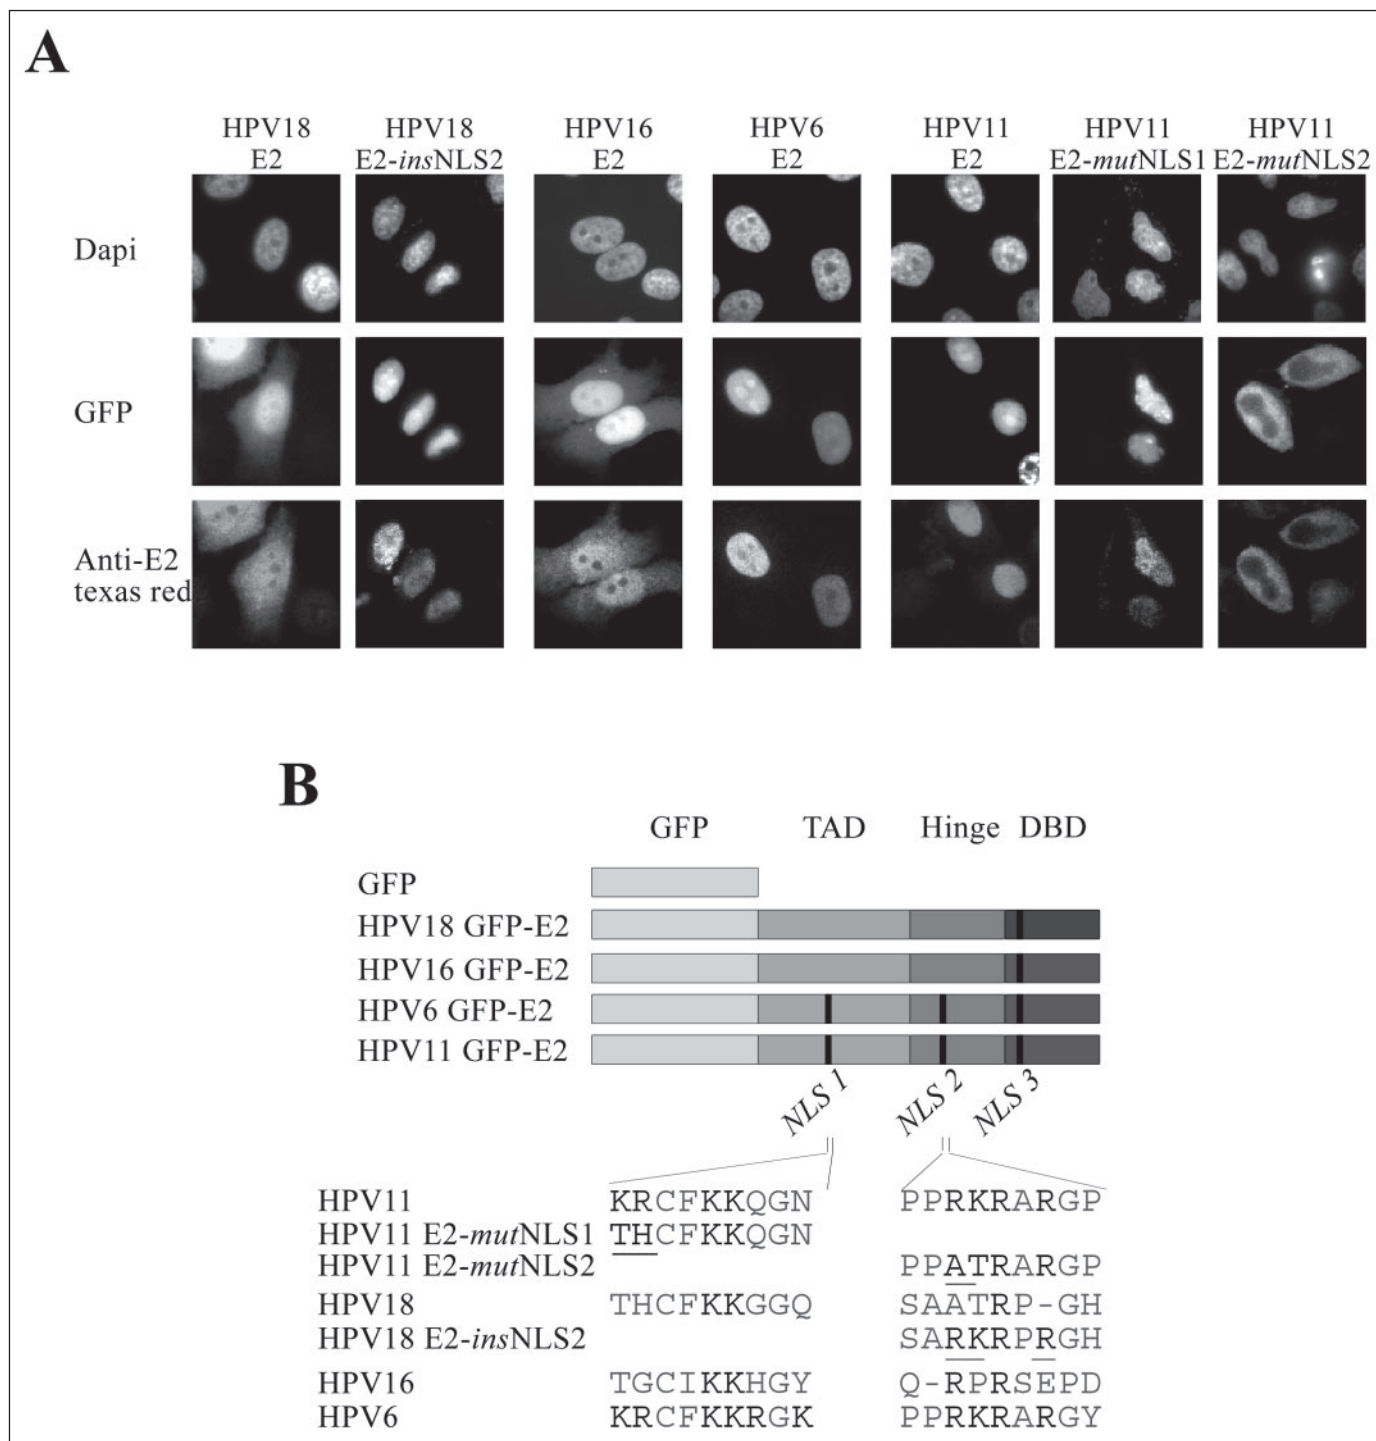 A
HPV18 E2
HPV18 E2-insNLS2
HPV16 E2
HPV6 E2
HPV11 E2
HPV11 E2-mutNLS1
HPV11 E2-mutNLS2
Dapi
GFP
Anti-E2
texas red
B
GFP TAD Hinge DBD
GFP
HPV18 GFP-E2
HPV16 GFP-E2
HPV6 GFP-E2
HPV11 GFP-E2
NLS 1 NLS 2 NLS 3
HPV11 KRCFKKQGN PPRKRARGP
HPV11 E2-mutNLS1 THCFKKQGN
HPV11 E2-mutNLS2 PPATRARGP
HPV18 THCFKKGGQ SAATRP-GH
HPV18 E2-insNLS2 SARKRPRGH
HPV16 TGCIKKHGY Q-RPRSEPD
HPV6 KRCFKKRGK PPRKRARGY